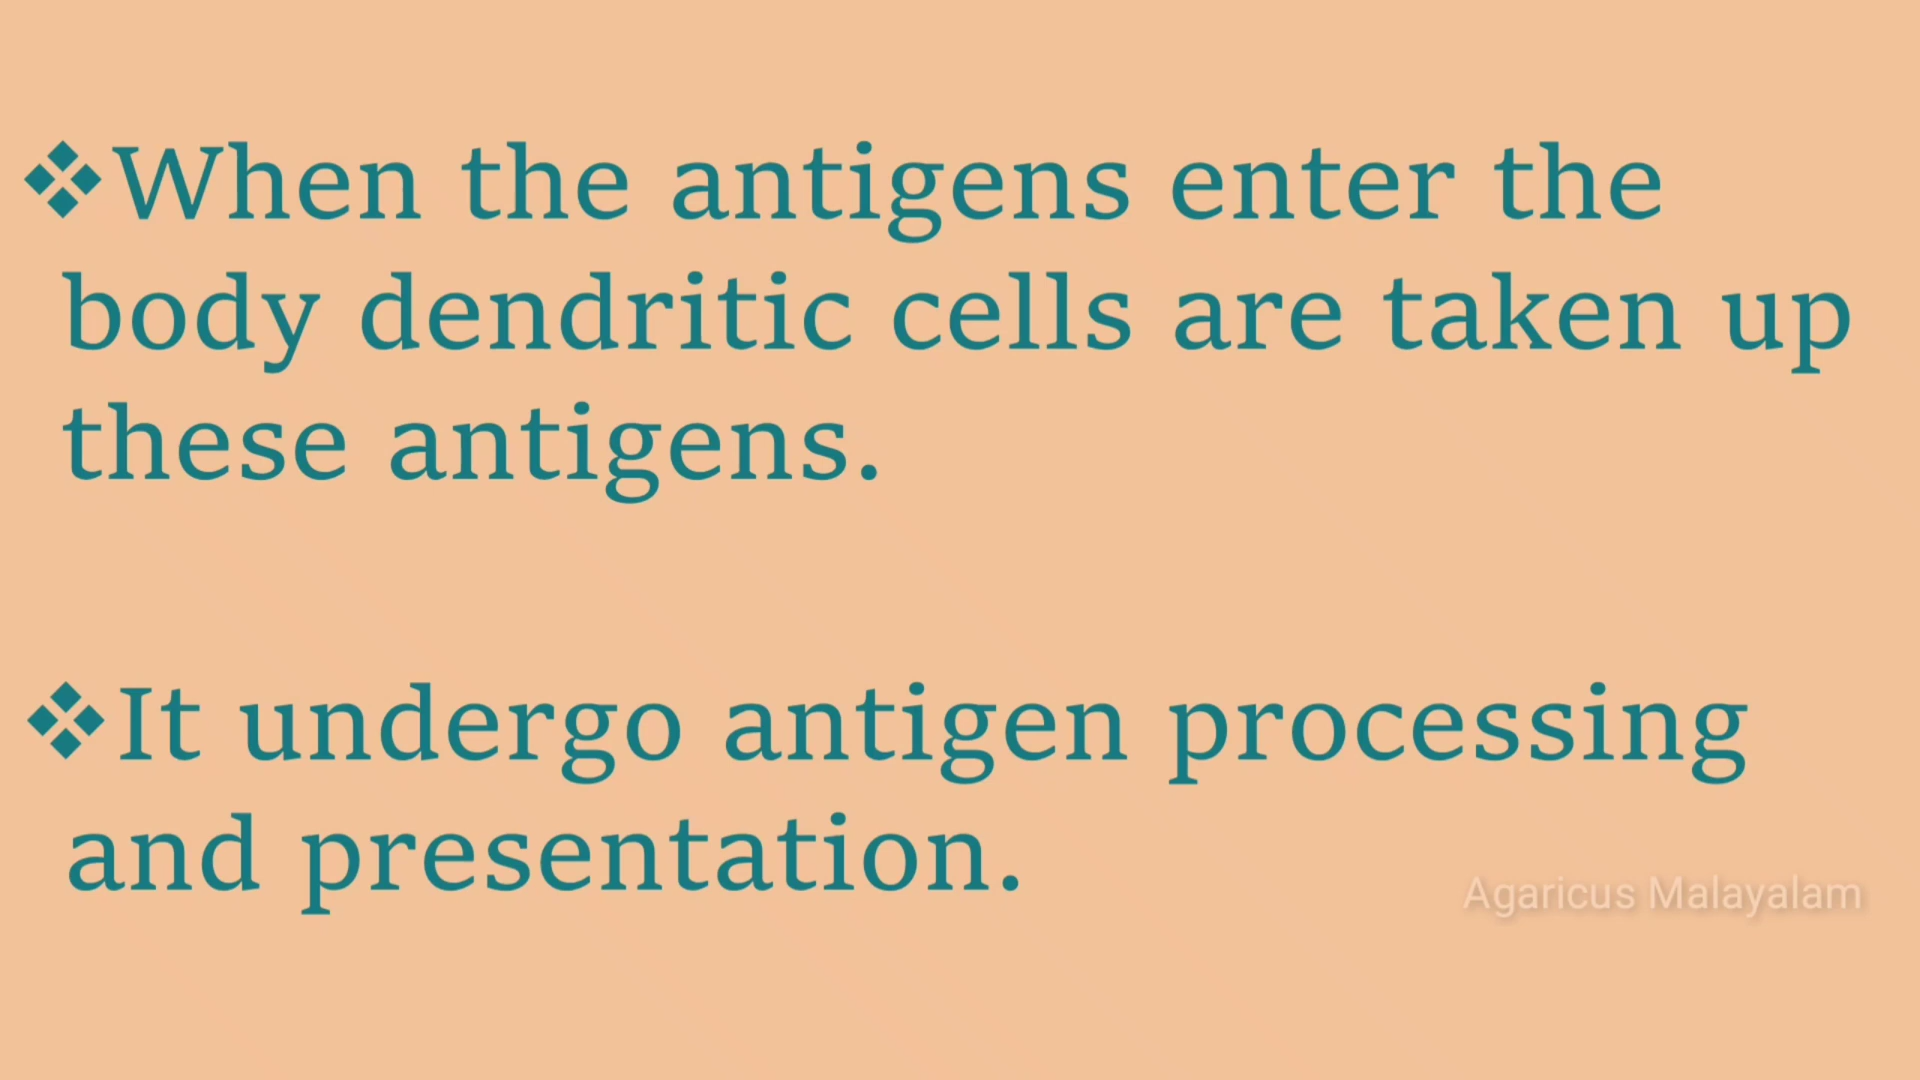 ❖When the antigens enter the
body dendritic cells are taken up
these antigens.
❖It undergo antigen processing
and presentation.
Agaricus Malayalam